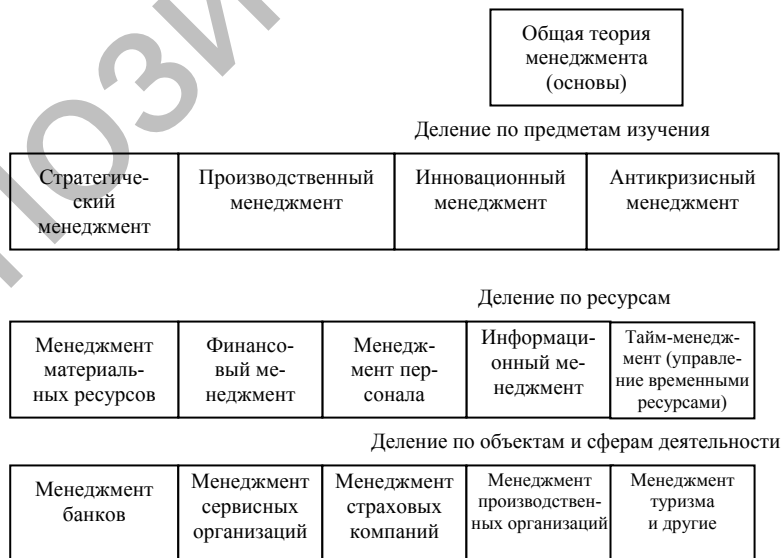 Общая теория
менеджмента
(основы)
Деление по предметам изучения
Стратегиче-
ский
менеджмент
Производственный
менеджмент
Инновационный
менеджмент
Антикризисный
менеджмент
Деление по ресурсам
Менеджмент
материаль-
ных ресурсов
Финансо-
вый ме-
неджмент
Менедж-
мент пер-
сонала
Информаци-
онный ме-
неджмент
Тайм-менедж-
мент (управле-
ние временными
ресурсами)
Деление по объектам и сферам деятельности
Менеджмент
банков
Менеджмент
сервисных
организаций
Менеджмент
страховых
компаний
Менеджмент
производствен-
ных организаций
Менеджмент
туризма
и другие